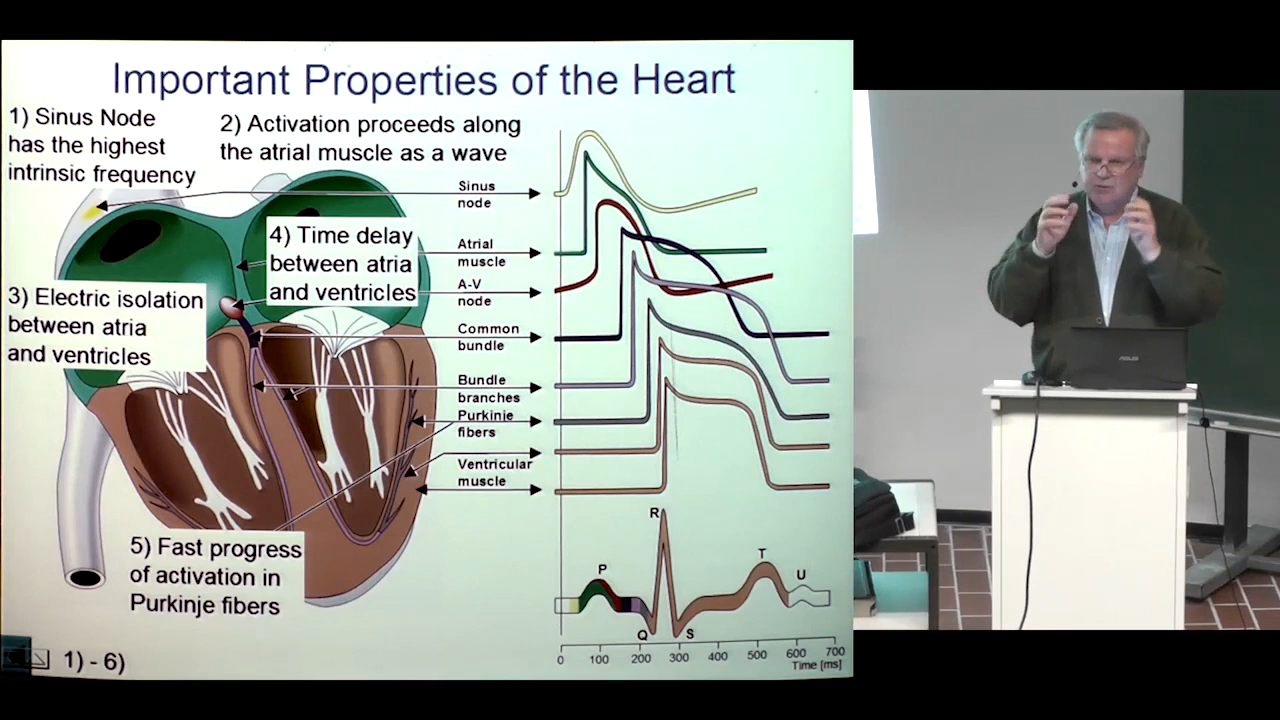 Important Properties of the Heart
1) Sinus Node
has the highest
intrinsic frequency
2) Activation proceeds along
the atrial muscle as a wave
3) Electric isolation
between atria
and ventricles
4) Time delay
between atria
and ventricles
5) Fast progress
of activation in
Purkinje fibers
Sinus
node
Atrial
muscle
A-V
node
Common
bundle
Bundle
branches
Purkinje
fibers
Ventricular
muscle
R
P
T
U
Q
S
0 100 200 300 400 500 600 700
Time [ms]
1) - 6)
ASUS